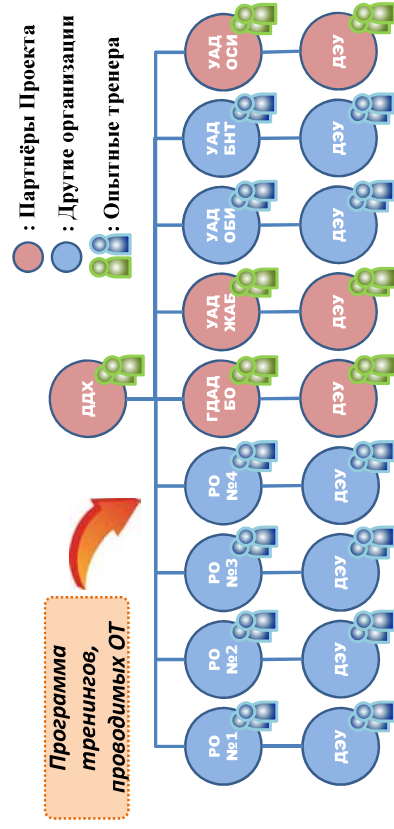 Программа
тренингов,
проводимых ОТ
: Партнёры Проекта
: Другие организации
: Опытные тренера
ДДХ
РО
№1
РО
№2
РО
№3
РО
№4
ГДАД
БО
УАД
ЖАБ
УАД
ОБИ
УАД
БНТ
УАД
ОСИ
ДЭУ
ДЭУ
ДЭУ
ДЭУ
ДЭУ
ДЭУ
ДЭУ
ДЭУ
ДЭУ